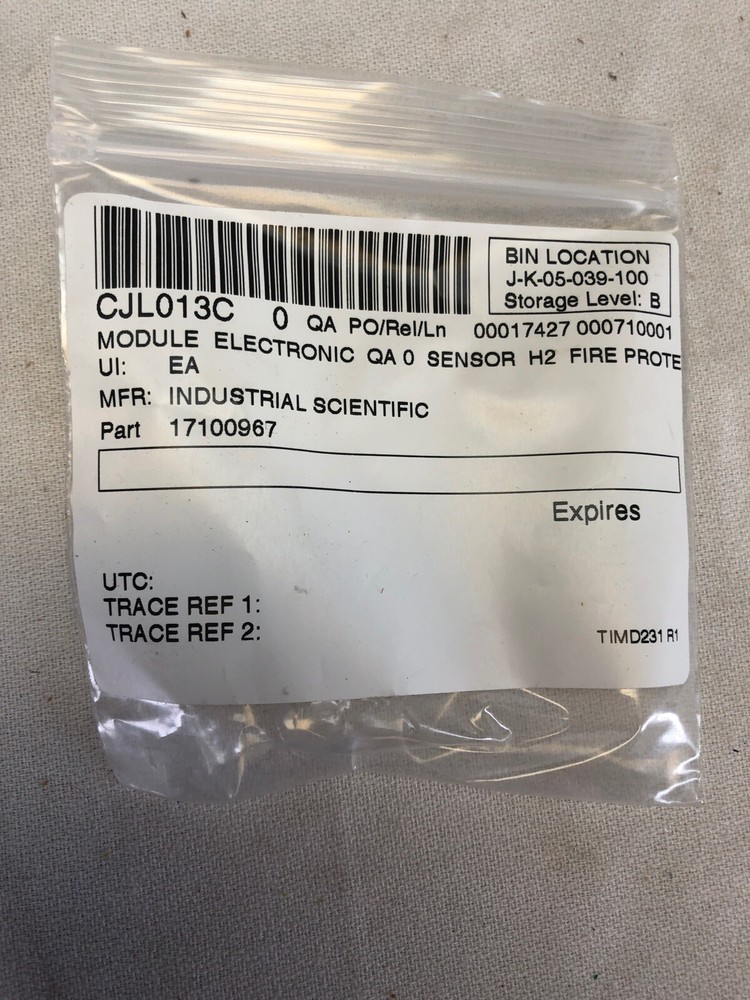 BIN LOCATION
J-K-05-039-100
Storage Level: B
CJL013C 0 QA PO/Rel/Ln 00017427 000710001
MODULE ELECTRONIC QA 0 SENSOR H2 FIRE PROTE
UI: EA
MFR: INDUSTRIAL SCIENTIFIC
Part 17100967
Expires
UTC:
TRACE REF 1:
TRACE REF 2:
TIMD231 R1